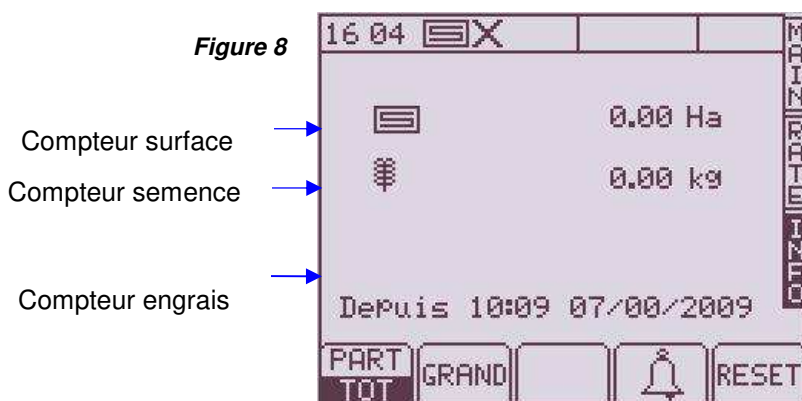 Figure 8
16 04
Compteur surface
0.00 Ha
Compteur semence
0.00 kg
Compteur engrais
DePuis 10:09 07/00/2009
MAIN
RATE
INFO
PART
TOT
GRAND
RESET